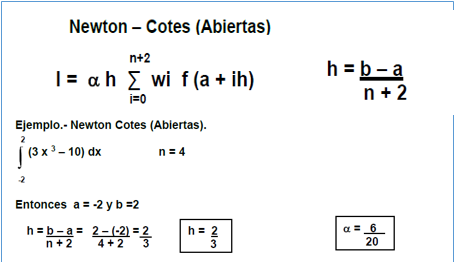 Newton – Cotes (Abiertas)
n+2
I = α h ∑ wi f (a + ih)
i=0
h = b – a
n + 2
Ejemplo.- Newton Cotes (Abiertas).
2
∫ (3 x ³ – 10) dx n = 4
-2
Entonces a = -2 y b =2
h = b – a = 2 – (-2) = 2
n + 2 4 + 2 3
h = 2
3
α = 6
20